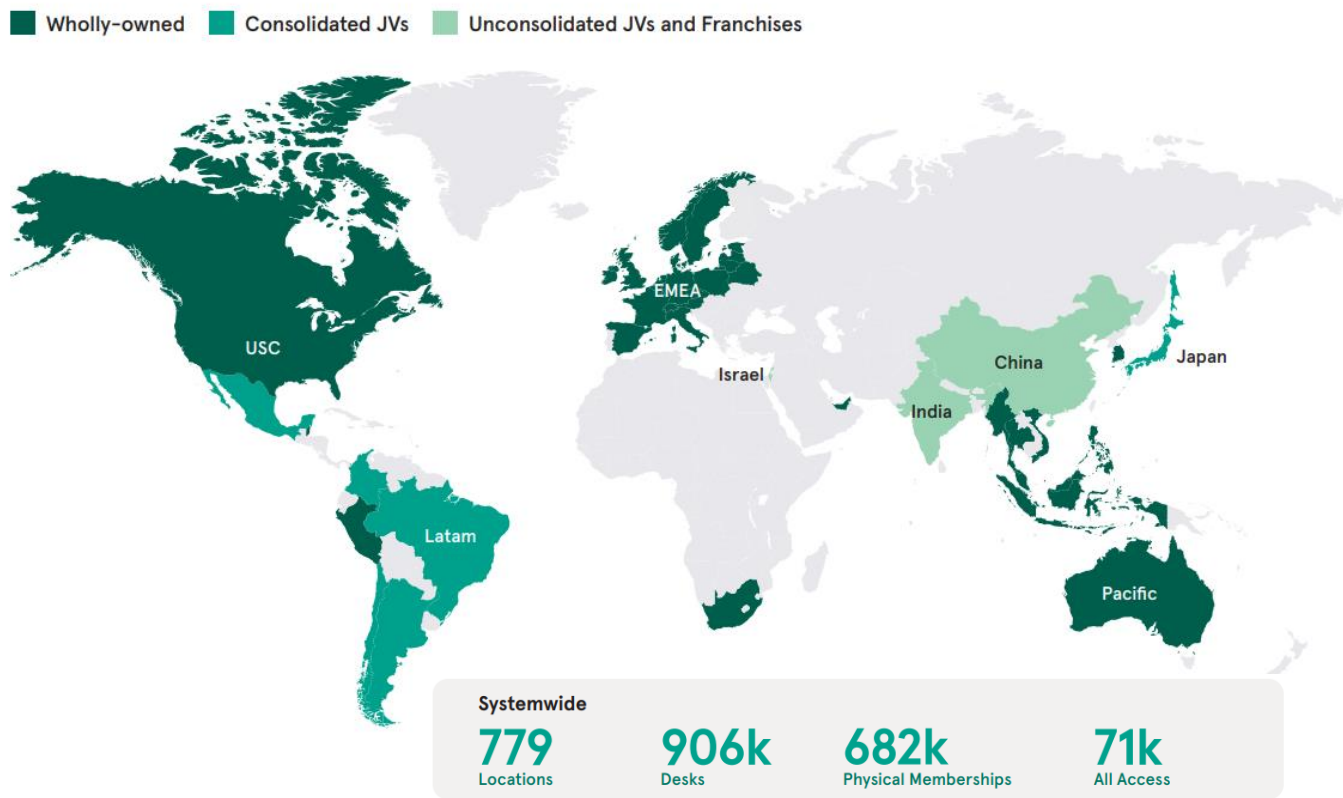 Wholly-owned Consolidated JVs Unconsolidated JVs and Franchises
EMEA
USC
Israel
China
Japan
India
Latam
Pacific
Systemwide
779 906k 682k 71k
Locations Desks Physical Memberships All Access